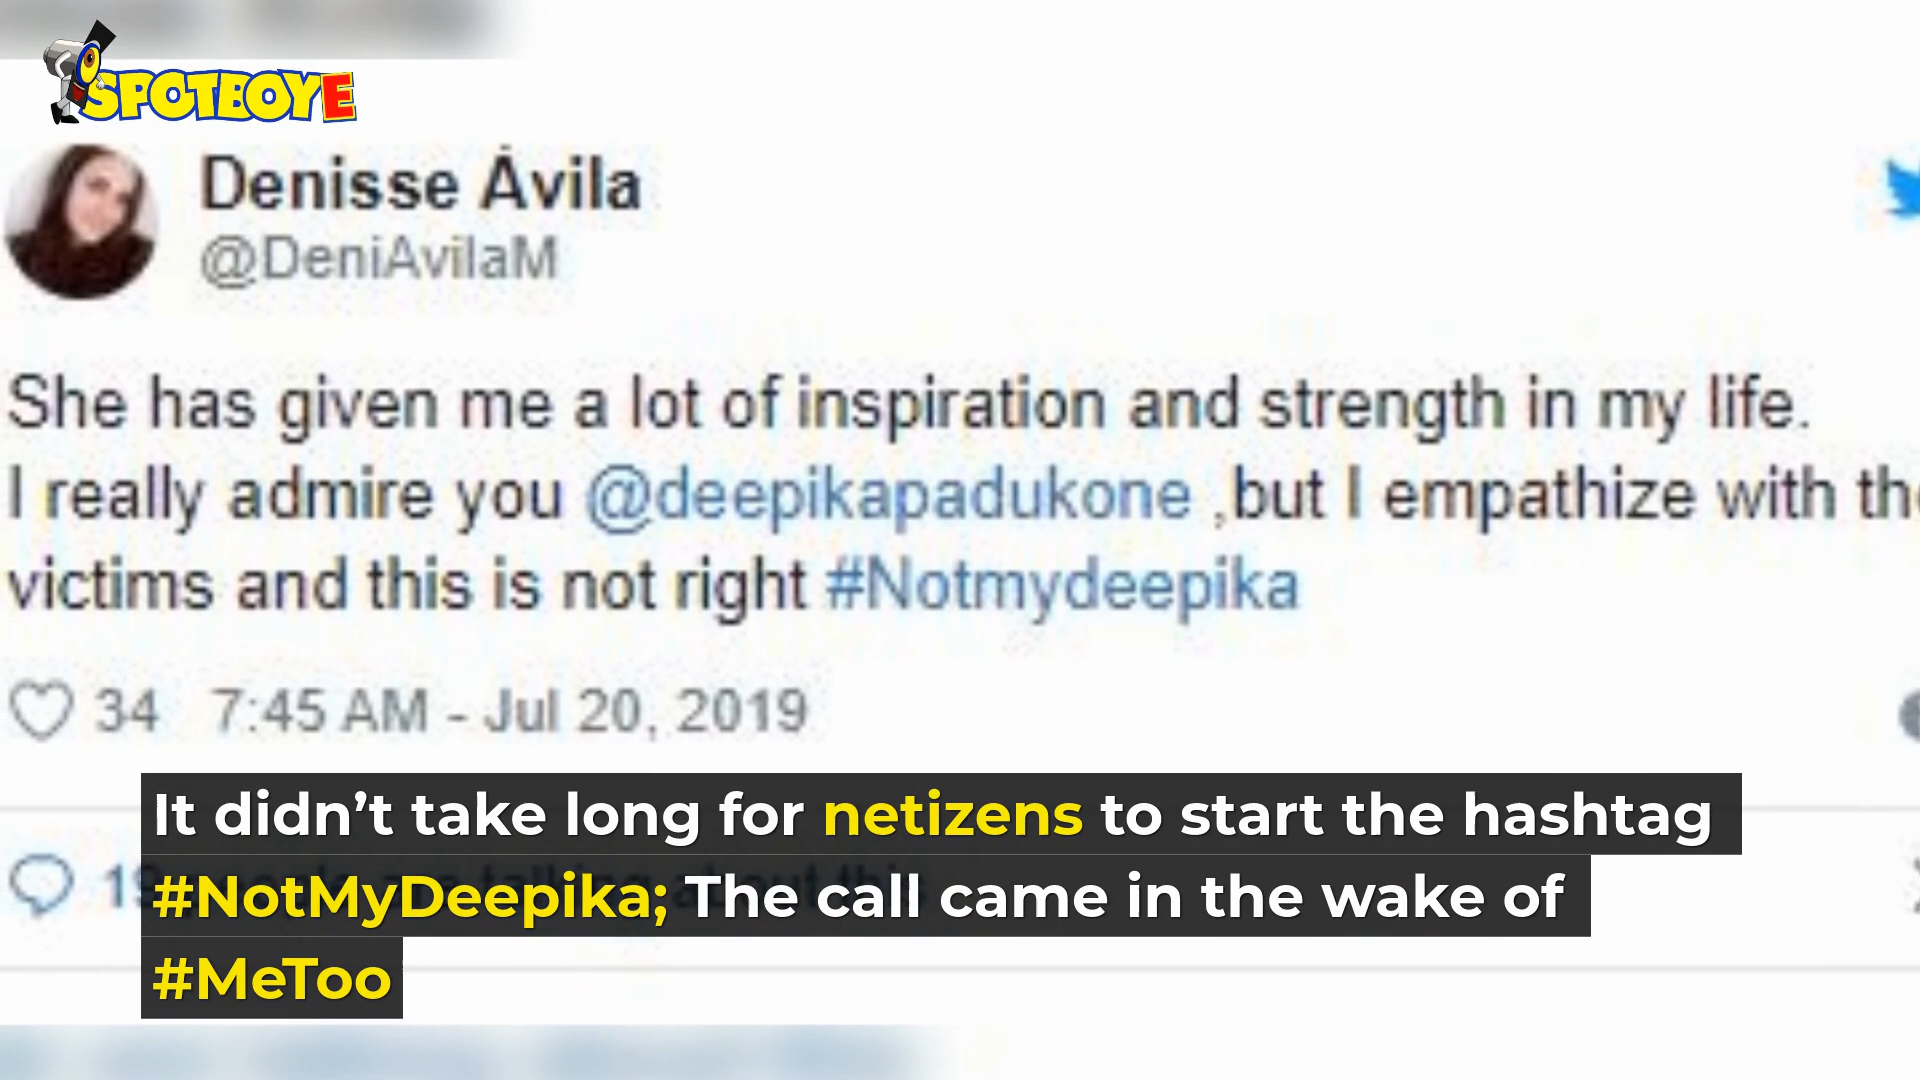 SPOTBOYE
Denisse Ávila
@DeniAvilaM
She has given me a lot of inspiration and strength in my life.
I really admire you @deepikapadukone ,but I empathize with the
victims and this is not right #Notmydeepika
34 7:45 AM - Jul 20, 2019
It didn’t take long for netizens to start the hashtag
#NotMyDeepika; The call came in the wake of
#MeToo